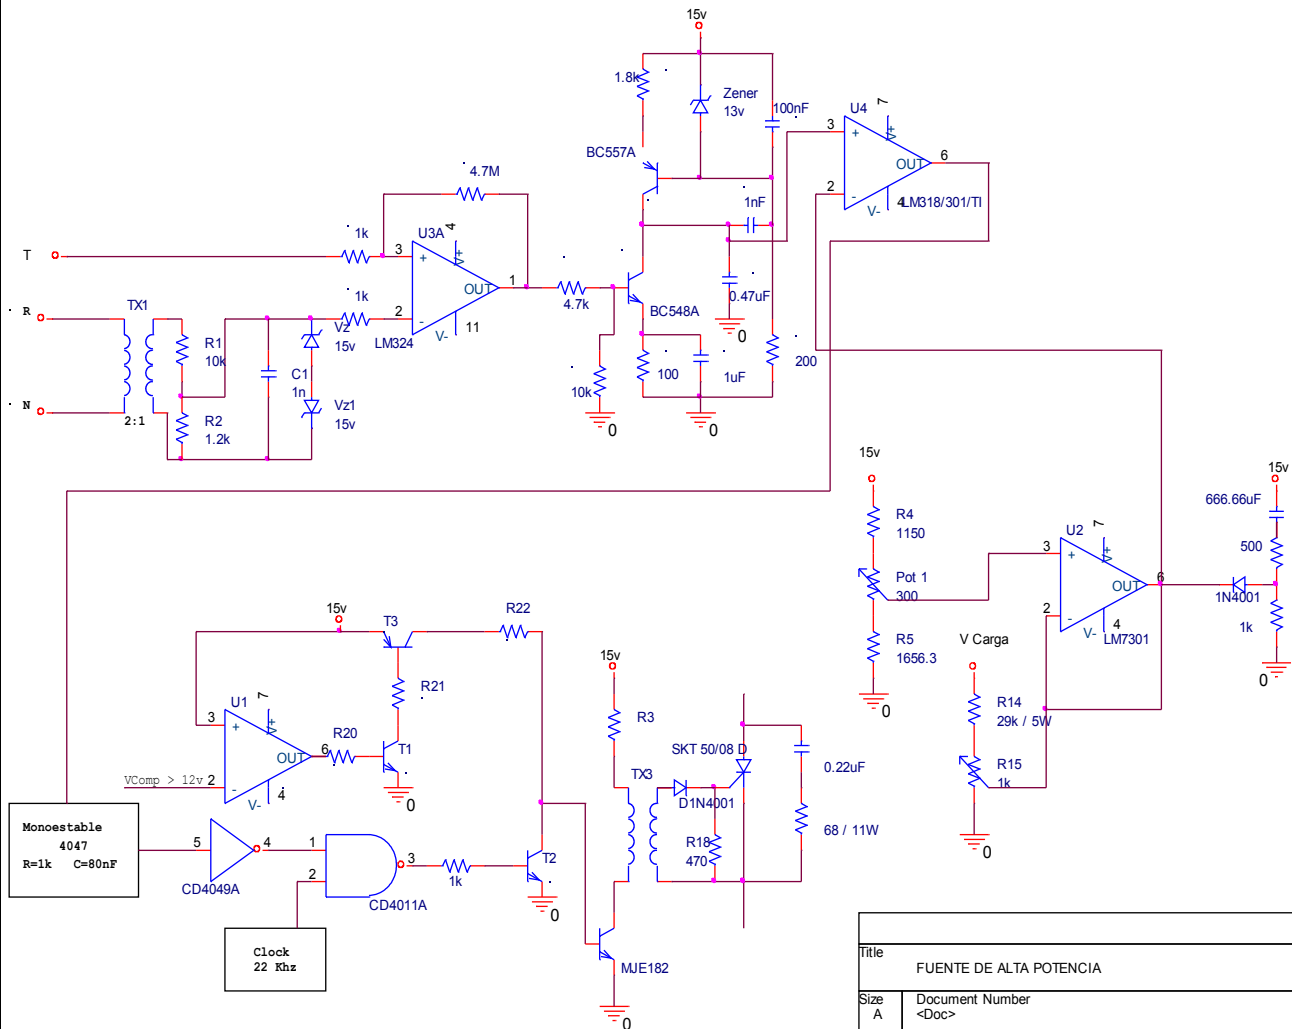 15v
1.8k
Zener
13v
100nF
U4
7
3
+
V+
BC557A
OUT
6
2
-
4
V-
LM318/301/TI
4.7M
1nF
T
1k
U3A
4
3
+
V+
OUT
1
4.7k
BC548A
0.47uF
0
R
TX1
1k
2
-
11
V-
LM324
Vz
15v
R1
10k
C1
1n
200
100
1uF
10k
N
2:1
R2
1.2k
Vz1
15v
0
0
15v
15v
R4
1150
666.66uF
U2
7
500
3
+
V+
Pot 1
300
OUT
6
1N4001
2
-
4
V-
LM7301
1k
R5
1656.3
V Carga
0
0
15v
T3
R22
R14
29k / 5W
15v
R21
U1
7
3
+
V+
R3
R20
T1
OUT
6
SKT 50/08 D
R15
1k
TX3
0.22uF
VComp > 12v
2
-
4
V-
0
D1N4001
0
Monoestable
4047
R=1k C=80nF
5
4
1
CD4049A
2
3
CD4011A
1k
T2
R18
470
68 / 11W
0
Clock
22 Khz
MJE182
0
Title
FUENTE DE ALTA POTENCIA
Size
A
Document Number
<Doc>